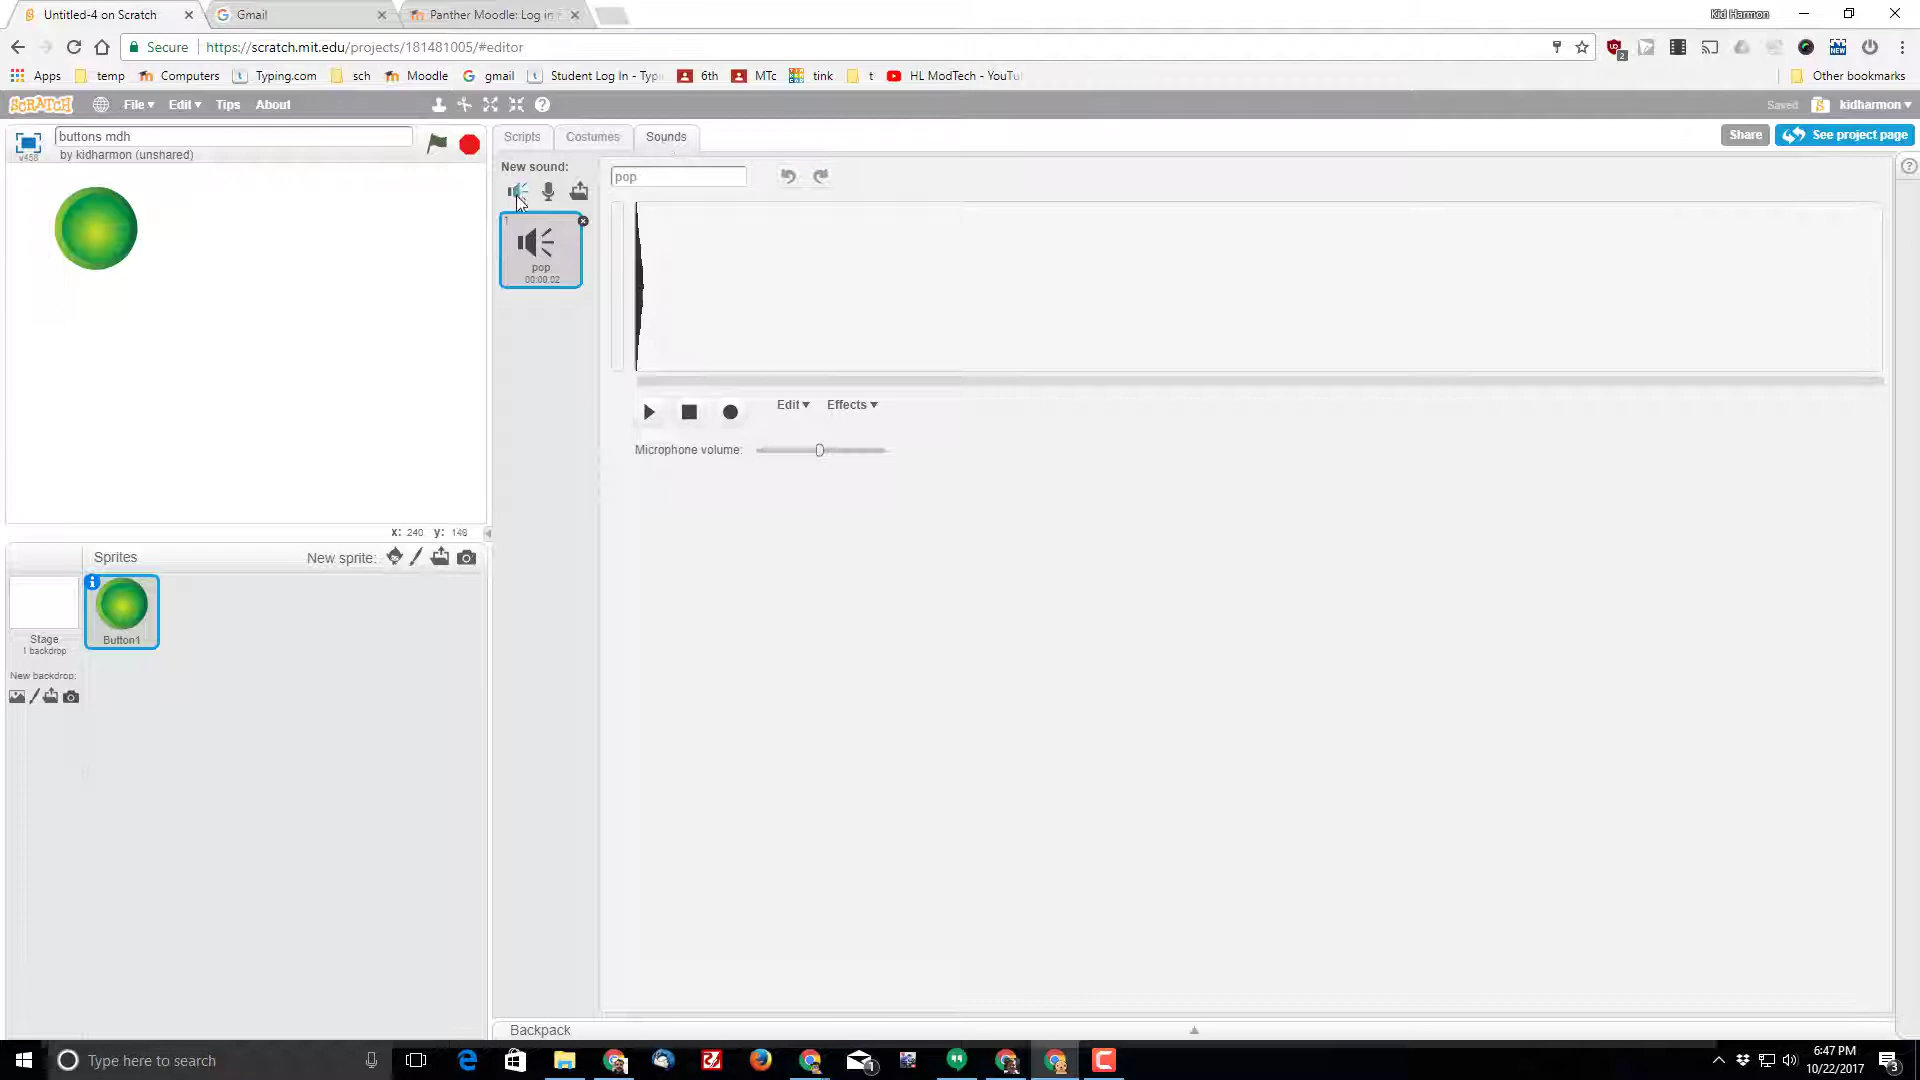 Untitled-4 on Scratch
Gmail
Panther Moodle: Log in
Kid Harmon
Secure
https://scratch.mit.edu/projects/181481005/#editor
Apps
temp
Computers
Typing.com
sch
Moodle
gmail
Student Log In - Typi
6th
MTc
tink
t
HL ModTech - YouTu
Other bookmarks
SCRATCH
File
Edit
Tips
About
Saved
kidharmon
buttons mdh
by kidharmon (unshared)
v458
Scripts
Costumes
Sounds
Share
See project page
New sound:
pop
1
pop
00:00.02
Edit
Effects
Microphone volume:
x: 240 y: 148
Sprites
New sprite:
Stage
1 backdrop
Button1
New backdrop:
Backpack
Type here to search
6:47 PM
10/22/2017